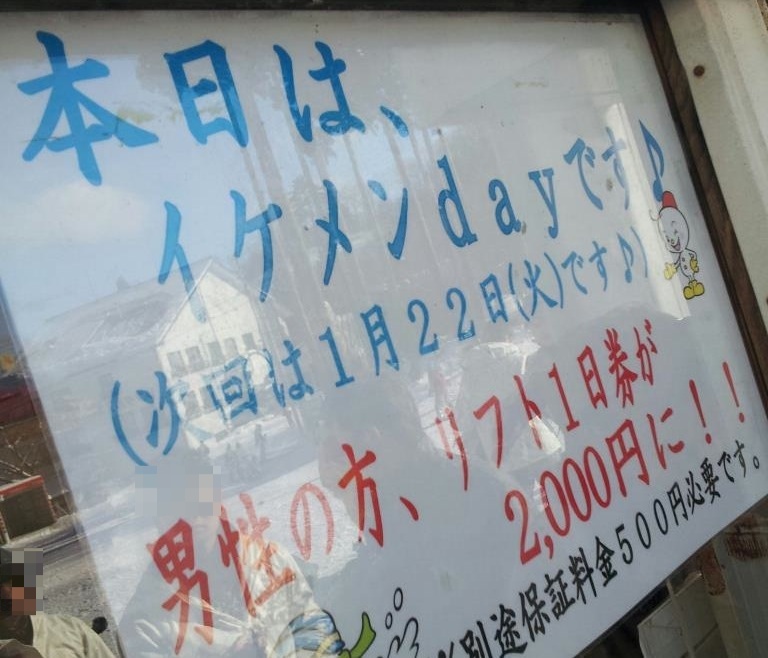 本日は、
イケメンdayです♪
(次回は1月22日(火)です♪)
男性の方、リフト1日券が
2,000円に！！
※別途保証料金500円必要です。